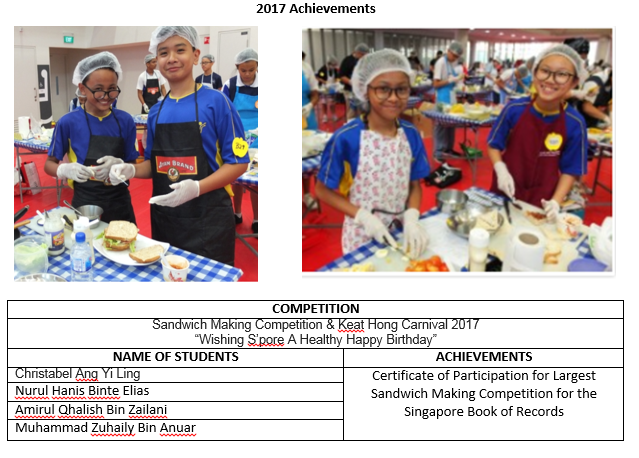 2017 Achievements
JOHN BRAND
COMPETITION
Sandwich Making Competition & Keat Hong Carnival 2017
“Wishing S’pore A Healthy Happy Birthday”
NAME OF STUDENTS
ACHIEVEMENTS
Christabel Ang Yi Ling
Nurul Hanis Binte Elias
Amirul Qhalish Bin Zailani
Muhammad Zuhaily Bin Anuar
Certificate of Participation for Largest
Sandwich Making Competition for the
Singapore Book of Records